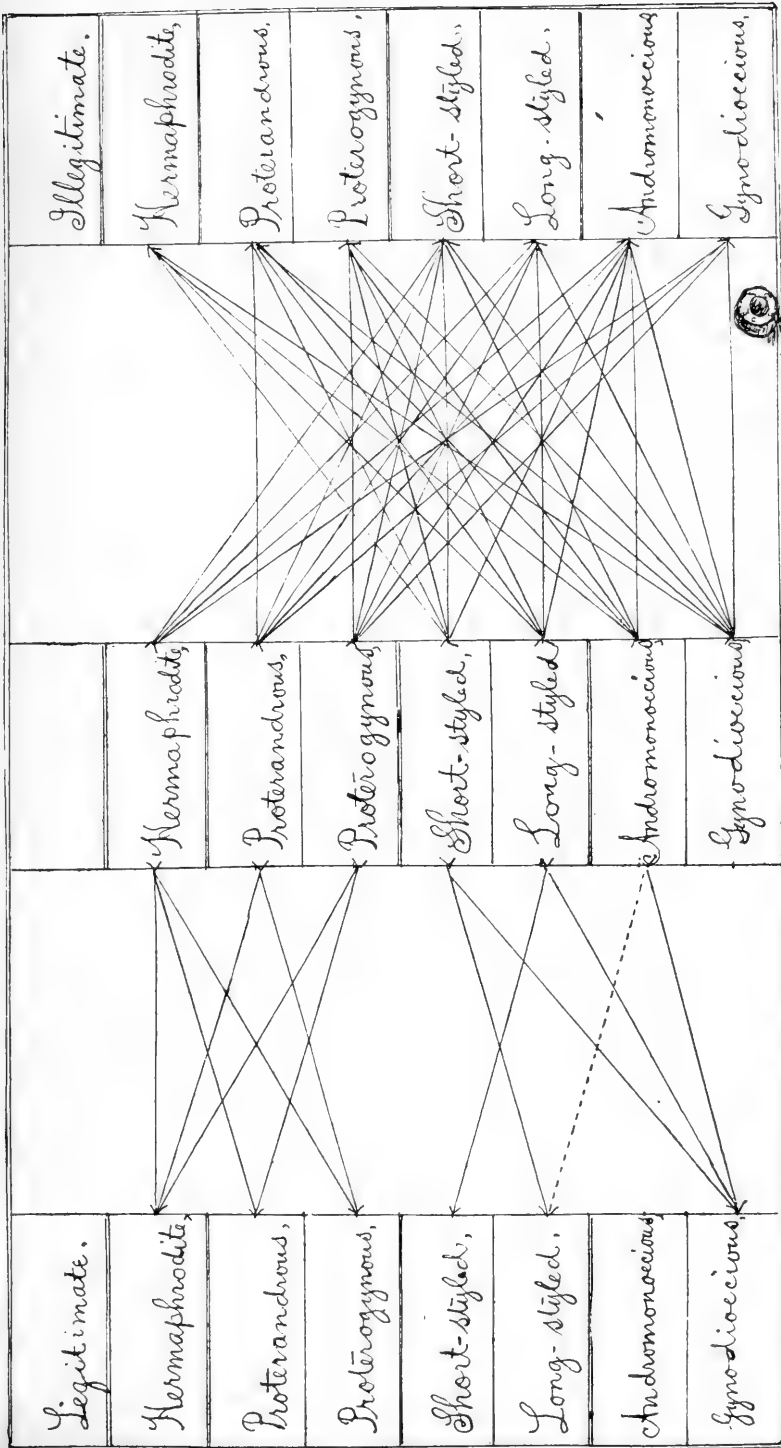 Legitimate.
Hermaphrodite,
Proterandrous,
Proterogynous,
Short-styled,
Long-styled,
Andromonoecious,
Gynodioecious,
Hermaphrodite,
Proterandrous,
Proterogynous,
Short-styled,
Long-styled
Andromonoecious
Gynodioecious,
Illegitimate.
Hermaphrodite,
Proterandrous,
Proterogynous,
Short-styled,
Long-styled,
Andromonoecious
Gynodioecious,